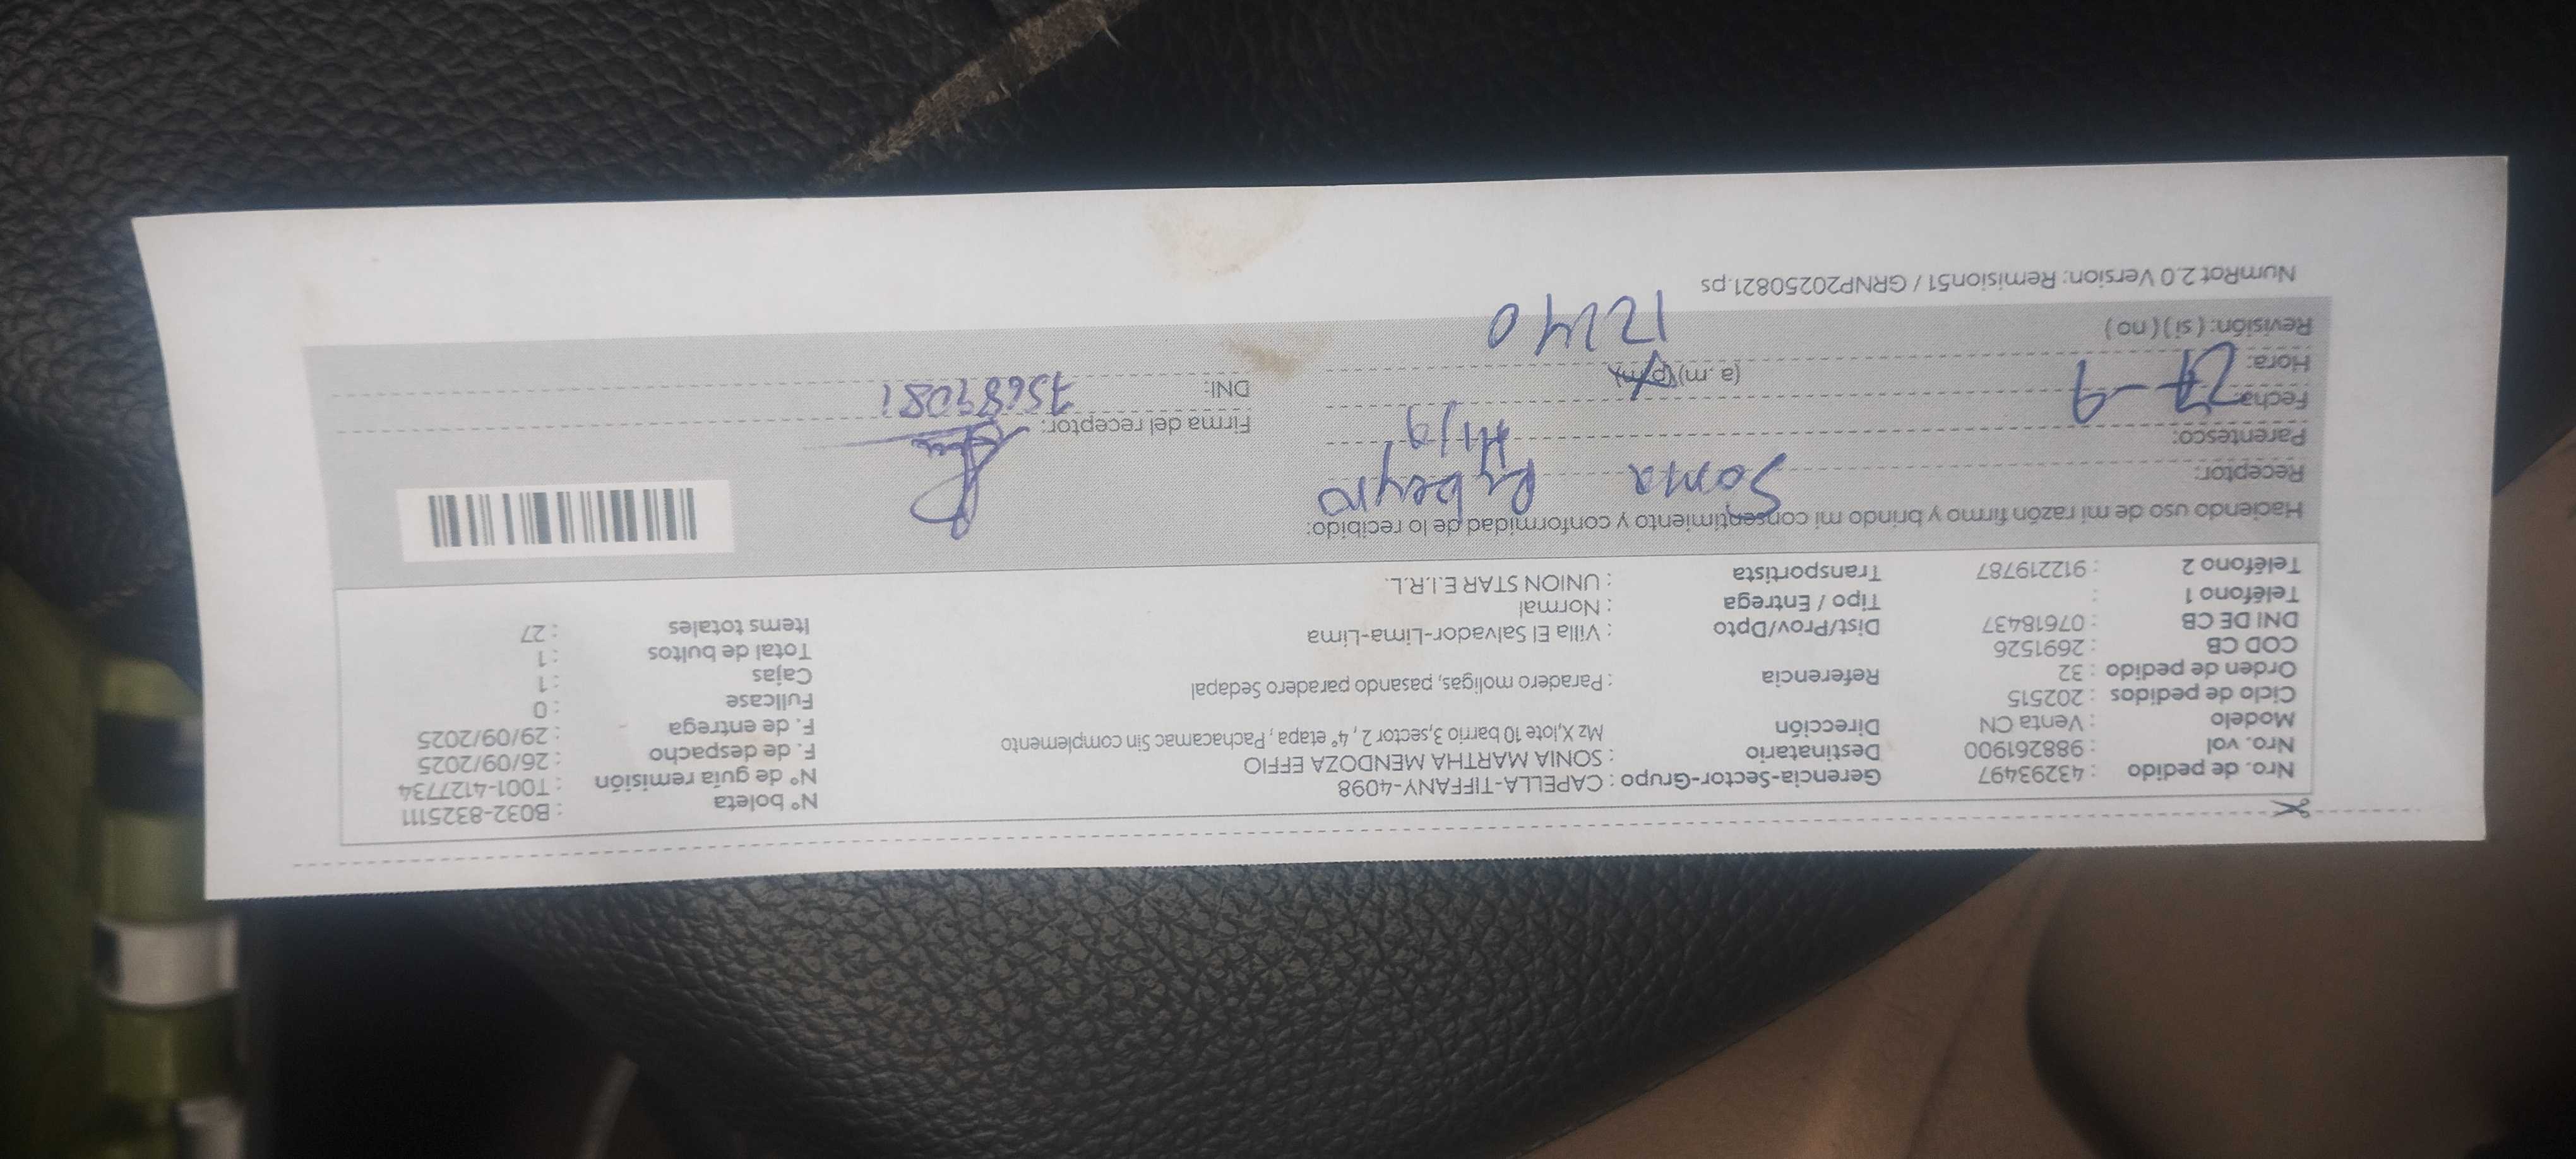 Nro. de pedido : 43293497 Gerencia-Sector-Grupo : CAPELLA-TIFFANY-4098 N° boleta : B032-8325111
Nro. vol : 988261900 Destinatario : SONIA MARTHA MENDOZA EFFIO N° de guía remisión : T001-4127734
Modelo : Venta CN Dirección Mz X,lote 10 barrio 3,sector 2 , 4° etapa , Pachacamac Sin complemento F. de despacho : 26/09/2025
Ciclo de pedidos : 202515 F. de entrega : 29/09/2025
Orden de pedido : 32 Referencia : Paradero moligas, pasando paradero Sedapal Fullcase : 0
COD CB : 2691526 Cajas : 1
DNI DE CB : 07618437 Dist/Prov/Dpto : Villa El Salvador-Lima-Lima Total de bultos : 1
Teléfono 1 : Tipo / Entrega : Normal Items totales : 27
Teléfono 2 : 912219787 Transportista : UNION STAR E.I.R.L.
Haciendo uso de mi razón firmo y brindo mi consentimiento y conformidad de lo recibido:
Receptor: Sonia Ribeyro
Parentesco: Hija Firma del receptor:
Fecha: 27-9 DNI:
Hora: (a.m) (p.m) 12:40
Revisión: ( si ) ( no )
NumRot 2.0 Version: Remision51 / GRNP20250821.ps